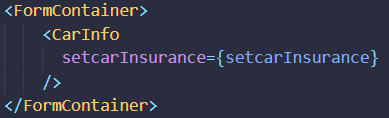 <FormContainer>
<CarInfo
setcarInsurance={setcarInsurance}
/>
</FormContainer>